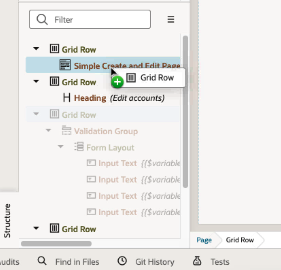 Filter
Grid Row
Simple Create and Edit Page
Grid Row
Grid Row
Heading (Edit accounts)
Grid Row
Validation Group
Form Layout
Input Text {{$variable
Input Text {{$variable
Input Text {{$variable
Input Text {{$variable
Grid Row
Structure
Page Grid Row
Audits Find in Files Git History Tests